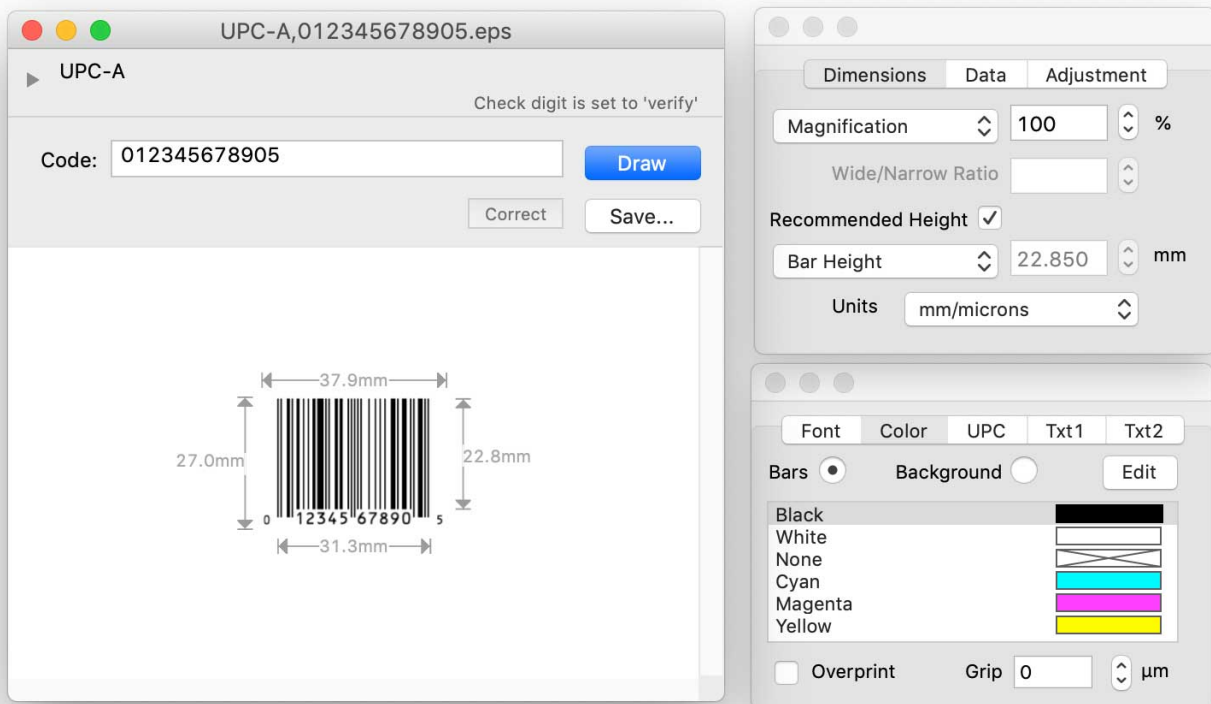 UPC-A,012345678905.eps
UPC-A
Check digit is set to 'verify'
Code: 012345678905 Draw
Correct Save...
37.9mm
27.0mm
22.8mm
0 12345 67890 5
31.3mm
Dimensions Data Adjustment
Magnification 100 %
Wide/Narrow Ratio
Recommended Height
Bar Height 22.850 mm
Units mm/microns
Font Color UPC Txt1 Txt2
Bars Background Edit
Black
White
None
Cyan
Magenta
Yellow
Overprint Grip 0 µm